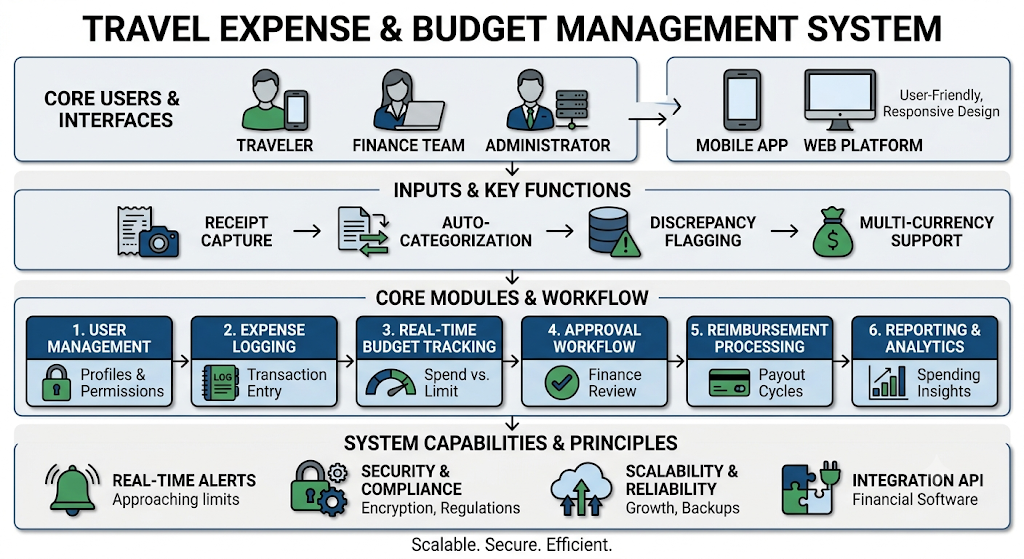 TRAVEL EXPENSE & BUDGET MANAGEMENT SYSTEM
CORE USERS &
INTERFACES
TRAVELER
FINANCE TEAM
ADMINISTRATOR
MOBILE APP
WEB PLATFORM
User-Friendly,
Responsive Design
INPUTS & KEY FUNCTIONS
RECEIPT
CAPTURE
AUTO-
CATEGORIZATION
DISCREPANCY
FLAGGING
$
MULTI-CURRENCY
SUPPORT
CORE MODULES & WORKFLOW
1. USER
MANAGEMENT
Profiles &
Permissions
2. EXPENSE
LOGGING
LOG
Transaction
Entry
3. REAL-TIME
BUDGET TRACKING
Spend vs.
Limit
4. APPROVAL
WORKFLOW
Finance
Review
5. REIMBURSEMENT
PROCESSING
Payout
Cycles
6. REPORTING &
ANALYTICS
Spending
Insights
SYSTEM CAPABILITIES & PRINCIPLES
REAL-TIME ALERTS
Approaching limits
SECURITY &
COMPLIANCE
Encryption, Regulations
SCALABILITY &
RELIABILITY
Growth, Backups
INTEGRATION API
Financial Software
Scalable. Secure. Efficient.